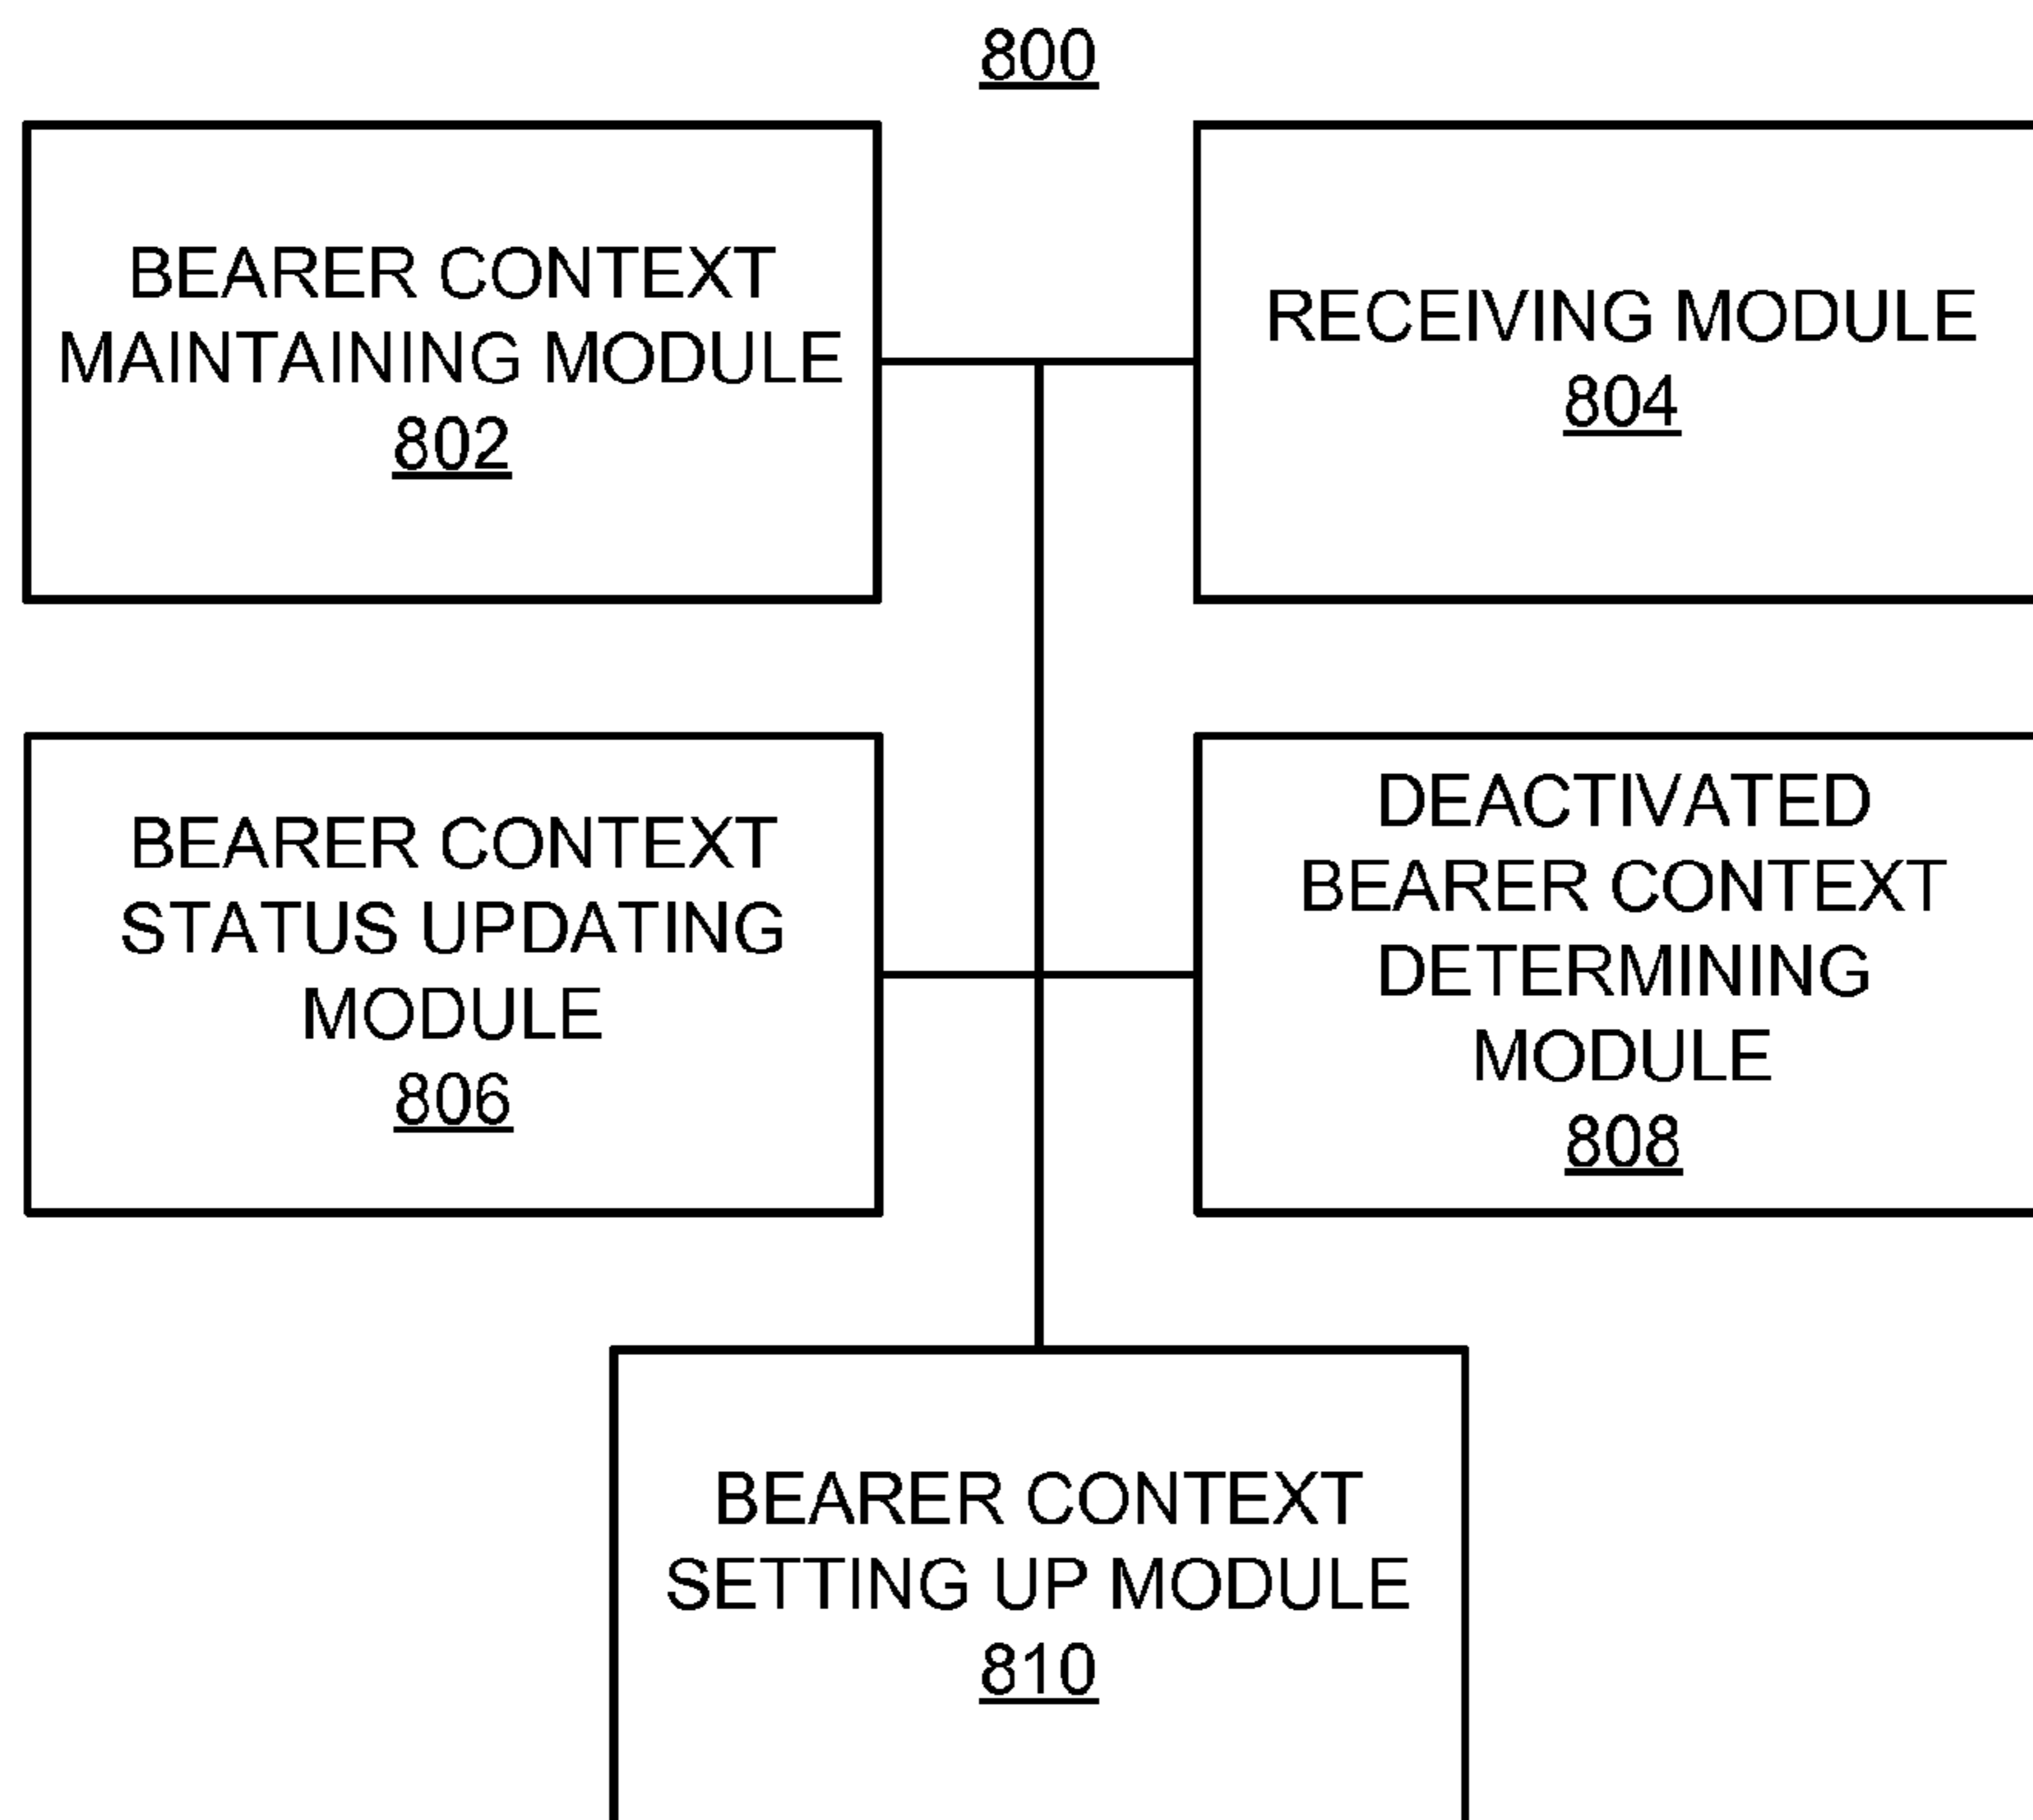 800
BEARER CONTEXT
MAINTAINING MODULE
802
RECEIVING MODULE
804
BEARER CONTEXT
STATUS UPDATING
MODULE
806
DEACTIVATED
BEARER CONTEXT
DETERMINING
MODULE
808
BEARER CONTEXT
SETTING UP MODULE
810